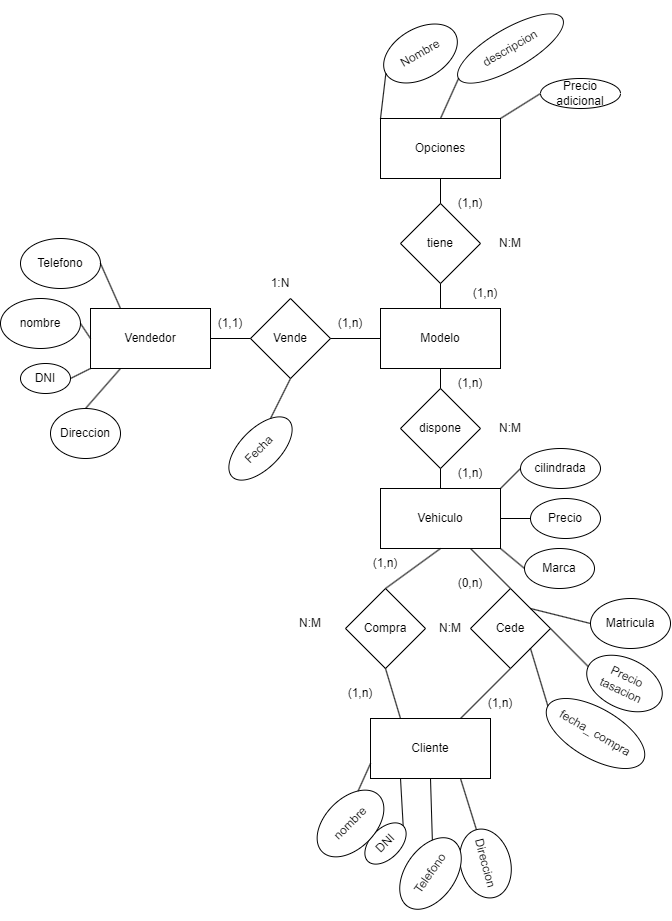 Nombre
descripcion
Precio
adicional
Opciones
(1,n)
tiene
N:M
(1,n)
Telefono
1:N
nombre
(1,1)
Vende
(1,n)
Vendedor
Modelo
DNI
(1,n)
Fecha
Direccion
dispone
N:M
(1,n)
cilindrada
Vehiculo
Precio
Marca
(1,n)
(0,n)
N:M
Compra
N:M
Cede
Matricula
Precio
tasacion
(1,n)
(1,n)
fecha_ compra
Cliente
nombre
DNI
Telefono
Direccion